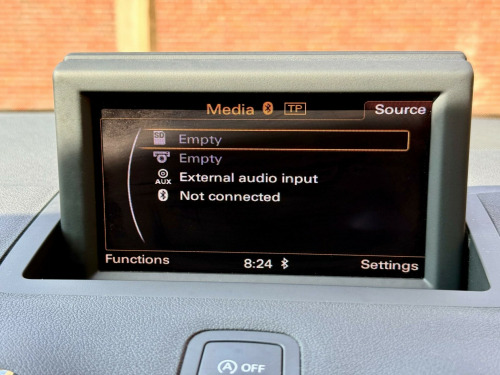 Media TP
Source
SD Empty
Empty
AUX External audio input
Not connected
Functions
8:24
Settings
A OFF